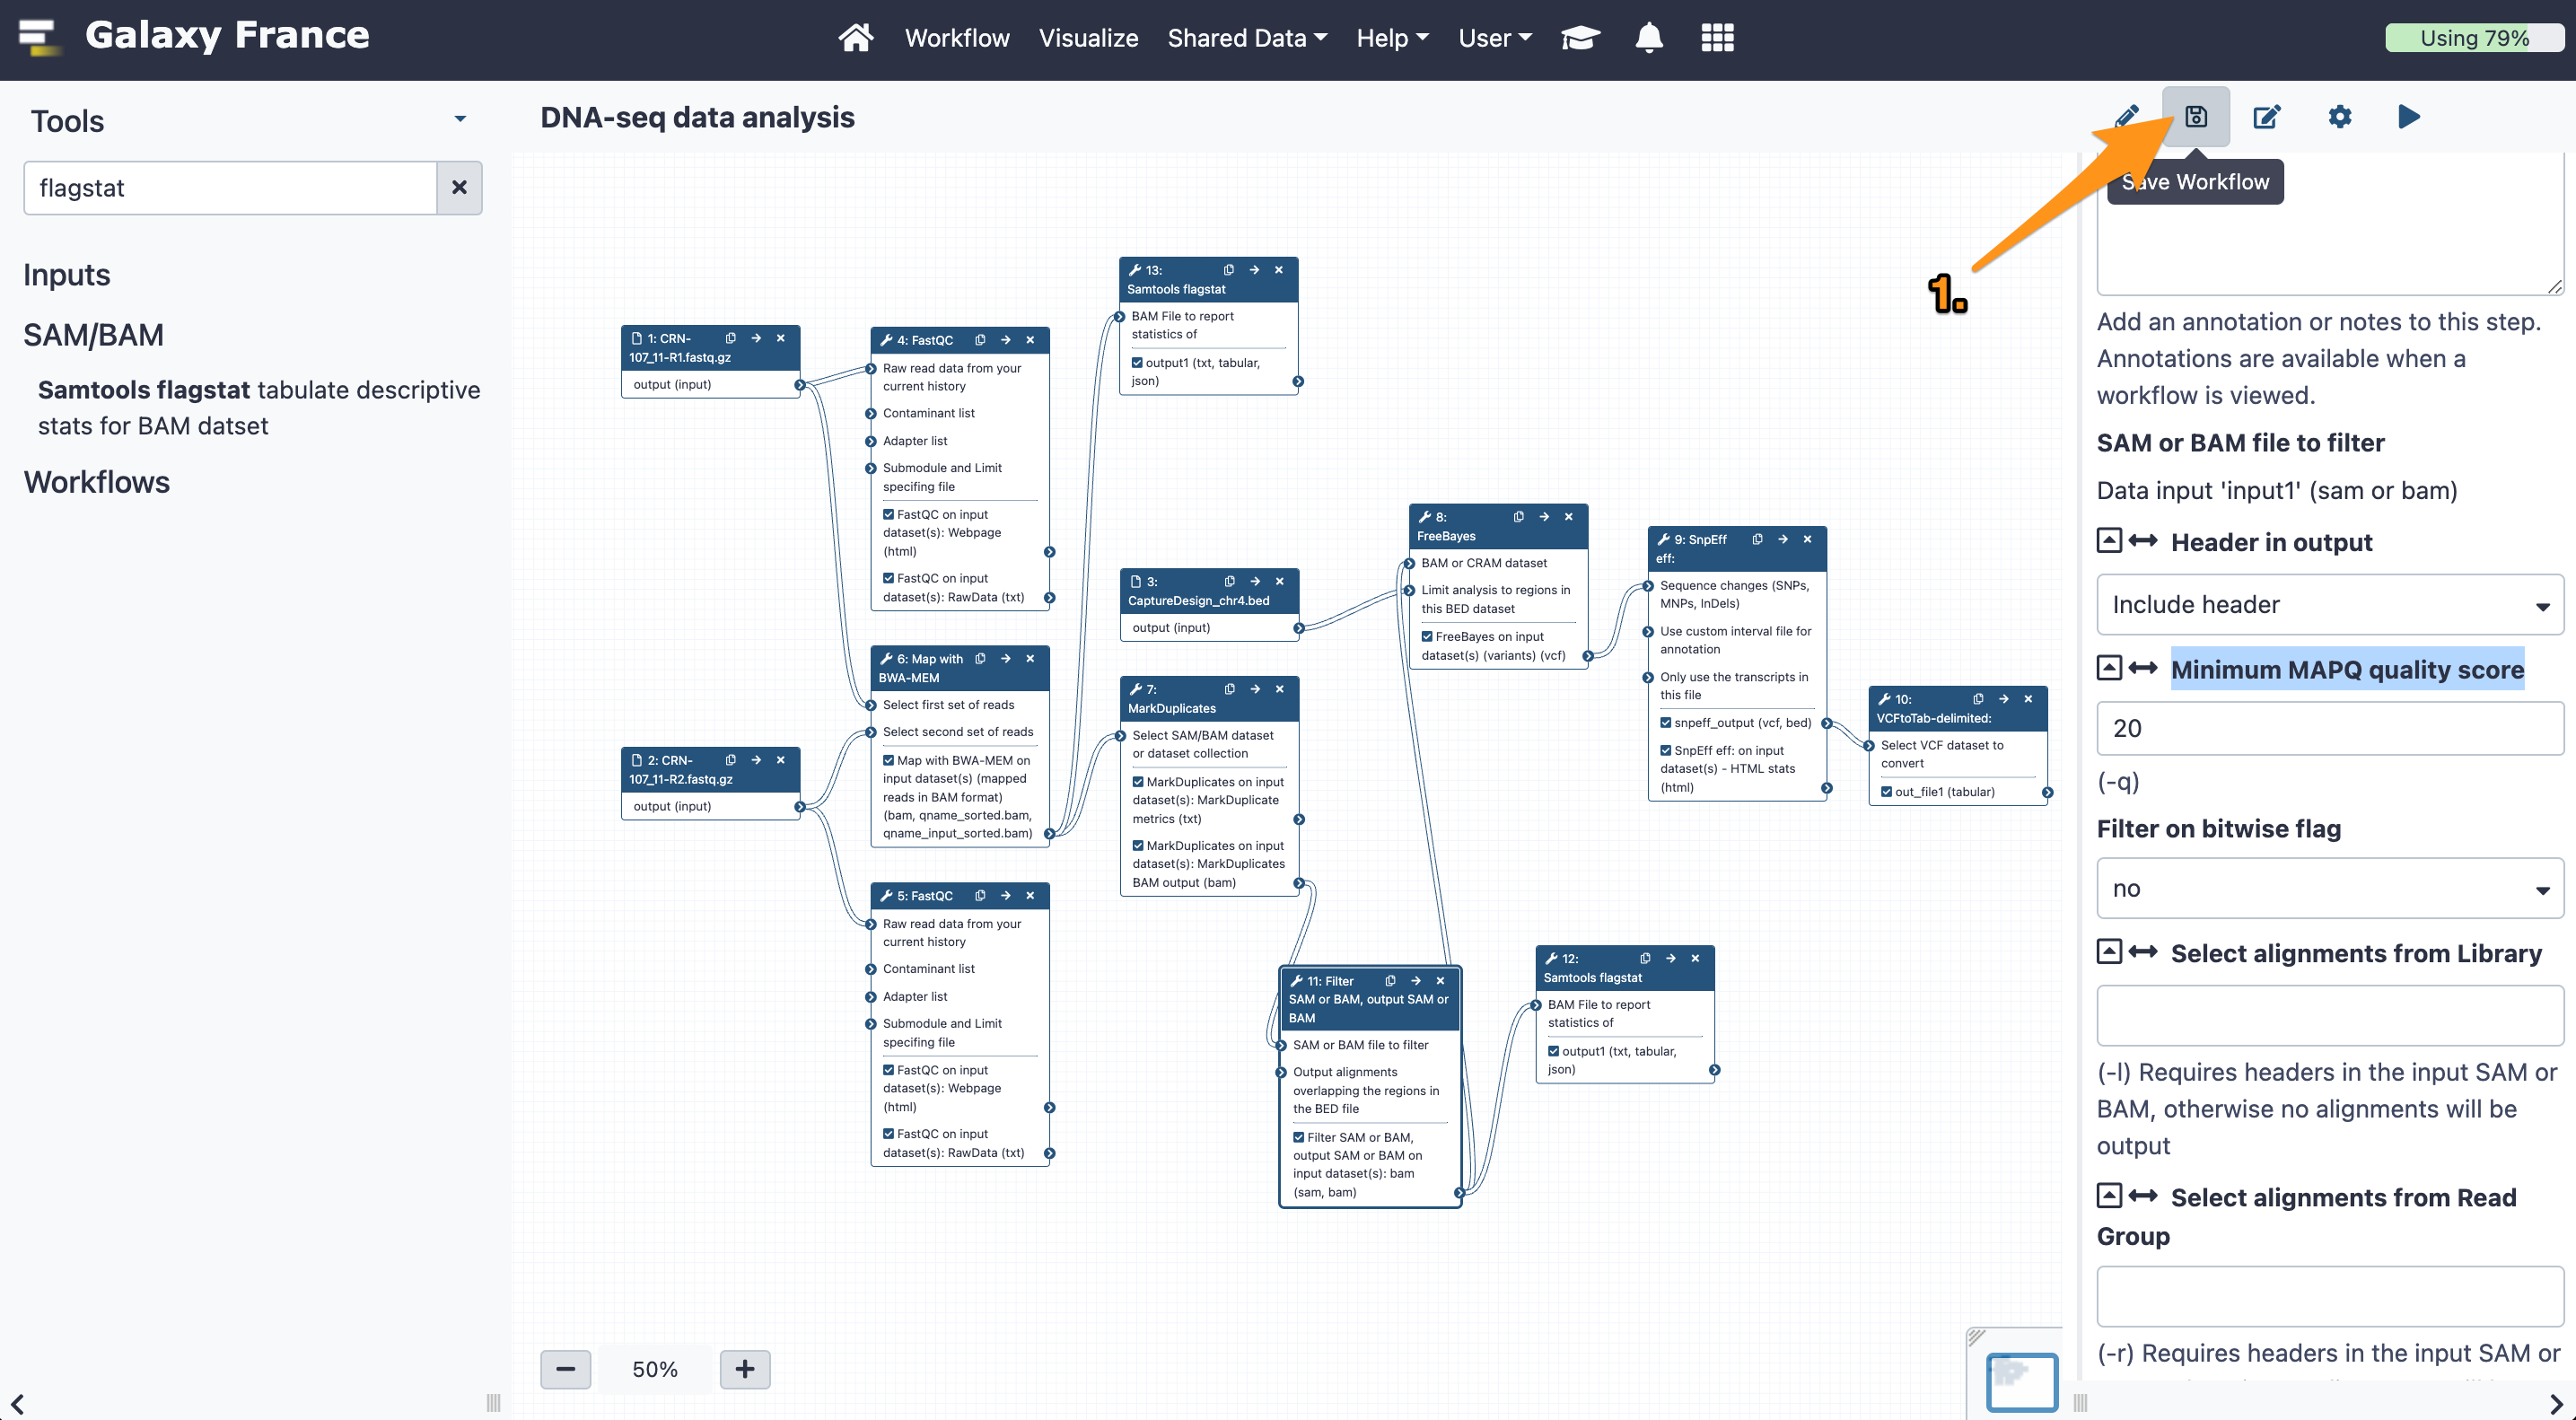 Galaxy France
Workflow
Visualize
Shared Data
Help
User
Using 79%
Tools
flagstat
Inputs
SAM/BAM
Samtools flagstat tabulate descriptive
stats for BAM datset
Workflows
DNA-seq data analysis
Save Workflow
1.
1: CRN-
107_11-R1.fastq.gz
output (input)
2: CRN-
107_11-R2.fastq.gz
output (input)
4: FastQC
Raw read data from your
current history
Contaminant list
Adapter list
Submodule and Limit
specifing file
FastQC on input
dataset(s): Webpage
(html)
FastQC on input
dataset(s): RawData (txt)
6: Map with
BWA-MEM
Select first set of reads
Select second set of reads
Map with BWA-MEM on
input dataset(s) (mapped
reads in BAM format)
(bam, qname_sorted.bam,
qname_input_sorted.bam)
5: FastQC
Raw read data from your
current history
Contaminant list
Adapter list
Submodule and Limit
specifing file
FastQC on input
dataset(s): Webpage
(html)
FastQC on input
dataset(s): RawData (txt)
13:
Samtools flagstat
BAM File to report
statistics of
output1 (txt, tabular,
json)
3:
CaptureDesign_chr4.bed
output (input)
7:
MarkDuplicates
Select SAM/BAM dataset
or dataset collection
MarkDuplicates on input
dataset(s): MarkDuplicate
metrics (txt)
MarkDuplicates on input
dataset(s): MarkDuplicates
BAM output (bam)
11: Filter
SAM or BAM, output SAM or
BAM
SAM or BAM file to filter
Output alignments
overlapping the regions in
the BED file
Filter SAM or BAM,
output SAM or BAM on
input dataset(s): bam
(sam, bam)
8:
FreeBayes
BAM or CRAM dataset
Limit analysis to regions in
this BED dataset
FreeBayes on input
dataset(s) (variants) (vcf)
12:
Samtools flagstat
BAM File to report
statistics of
output1 (txt, tabular,
json)
9: SnpEff
eff:
Sequence changes (SNPs,
MNPs, InDels)
Use custom interval file for
annotation
Only use the transcripts in
this file
snpeff_output (vcf, bed)
SnpEff eff: on input
dataset(s) - HTML stats
(html)
10:
VCFtoTab-delimited:
Select VCF dataset to
convert
out_file1 (tabular)
50%
Add an annotation or notes to this step.
Annotations are available when a
workflow is viewed.
SAM or BAM file to filter
Data input 'input1' (sam or bam)
Header in output
Include header
Minimum MAPQ quality score
20
(-q)
Filter on bitwise flag
no
Select alignments from Library
(-l) Requires headers in the input SAM or
BAM, otherwise no alignments will be
output
Select alignments from Read
Group
(-r) Requires headers in the input SAM or